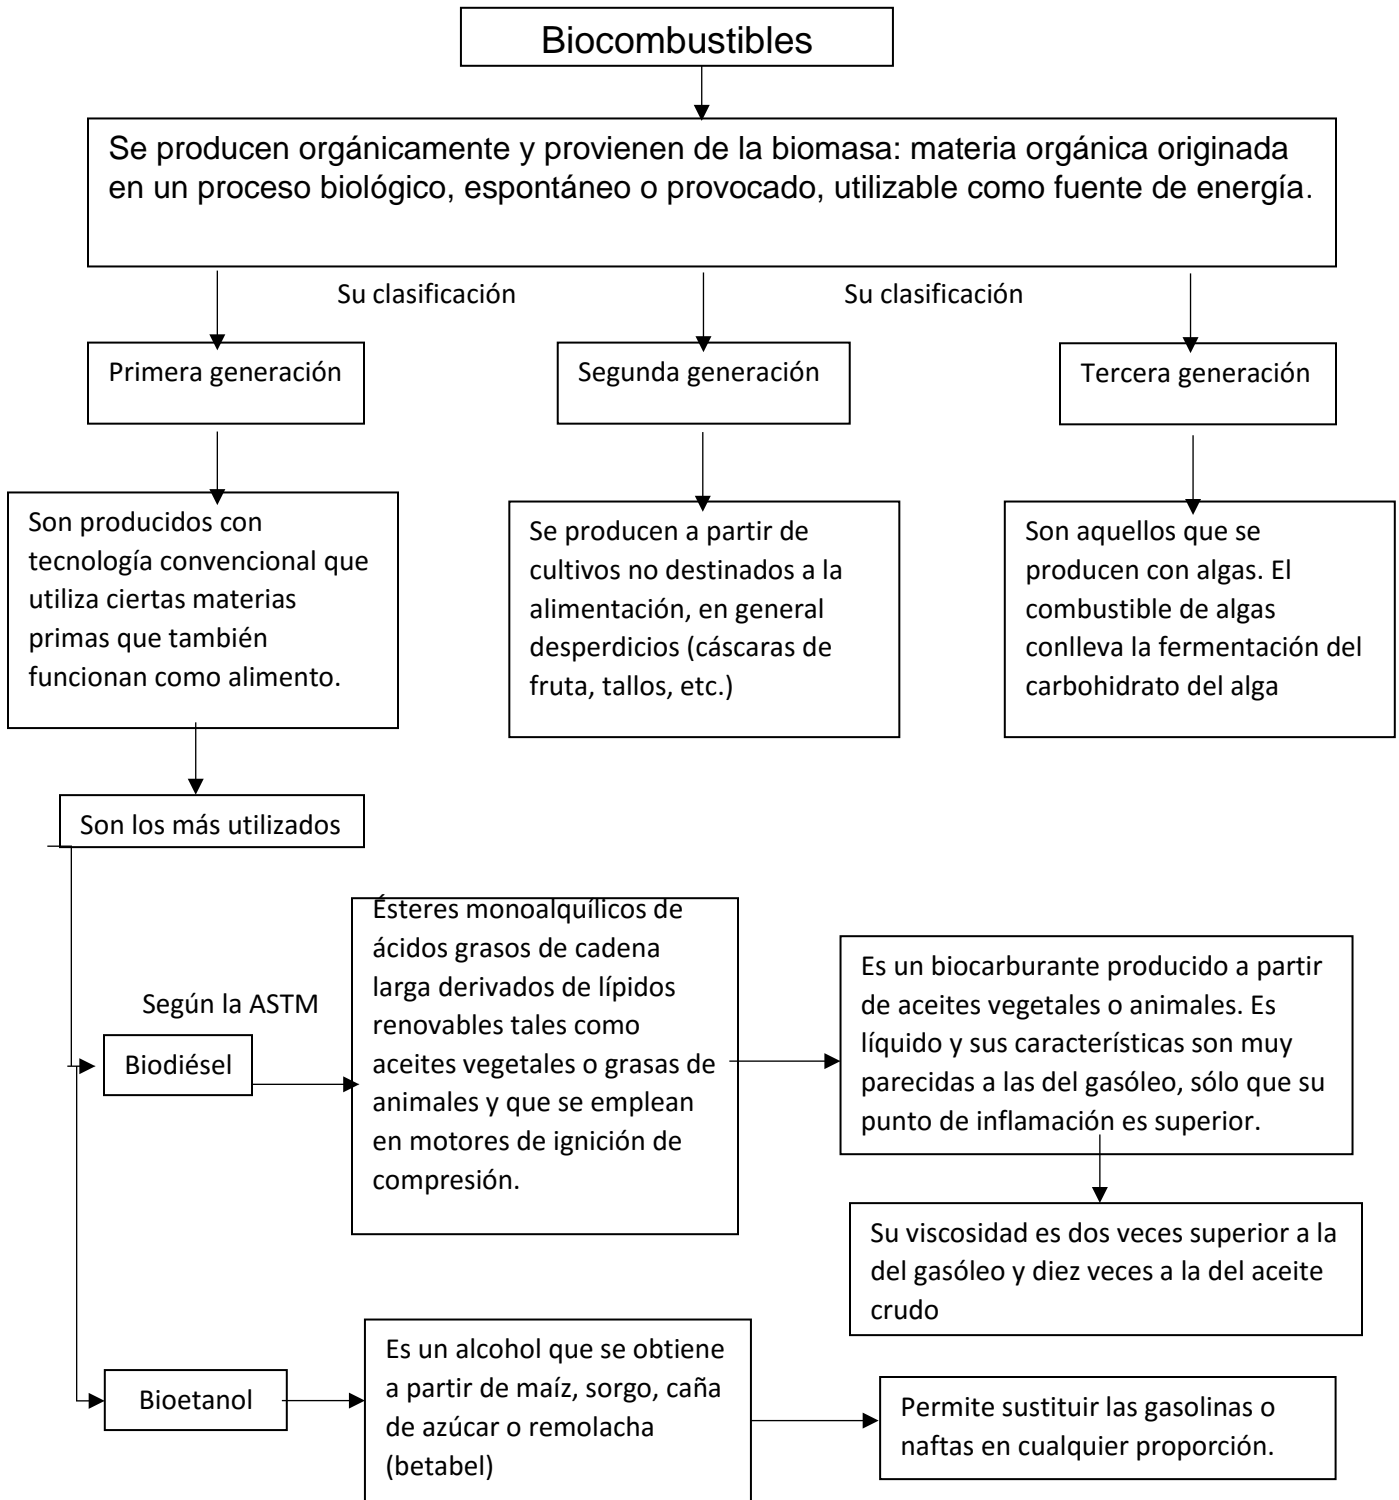 Biocombustibles
Se producen orgánicamente y provienen de la biomasa: materia orgánica originada
en un proceso biológico, espontáneo o provocado, utilizable como fuente de energía.
Su clasificación
Su clasificación
Primera generación
Segunda generación
Tercera generación
Son producidos con
tecnología convencional que
utiliza ciertas materias
primas que también
funcionan como alimento.
Se producen a partir de
cultivos no destinados a la
alimentación, en general
desperdicios (cáscaras de
fruta, tallos, etc.)
Son aquellos que se
producen con algas. El
combustible de algas
conlleva la fermentación del
carbohidrato del alga
Son los más utilizados
Según la ASTM
Biodiésel
Ésteres monoalquílicos de
ácidos grasos de cadena
larga derivados de lípidos
renovables tales como
aceites vegetales o grasas de
animales y que se emplean
en motores de ignición de
compresión.
Es un biocarburante producido a partir
de aceites vegetales o animales. Es
líquido y sus características son muy
parecidas a las del gasóleo, sólo que su
punto de inflamación es superior.
Su viscosidad es dos veces superior a la
del gasóleo y diez veces a la del aceite
crudo
Bioetanol
Es un alcohol que se obtiene
a partir de maíz, sorgo, caña
de azúcar o remolacha
(betabel)
Permite sustituir las gasolinas o
naftas en cualquier proporción.